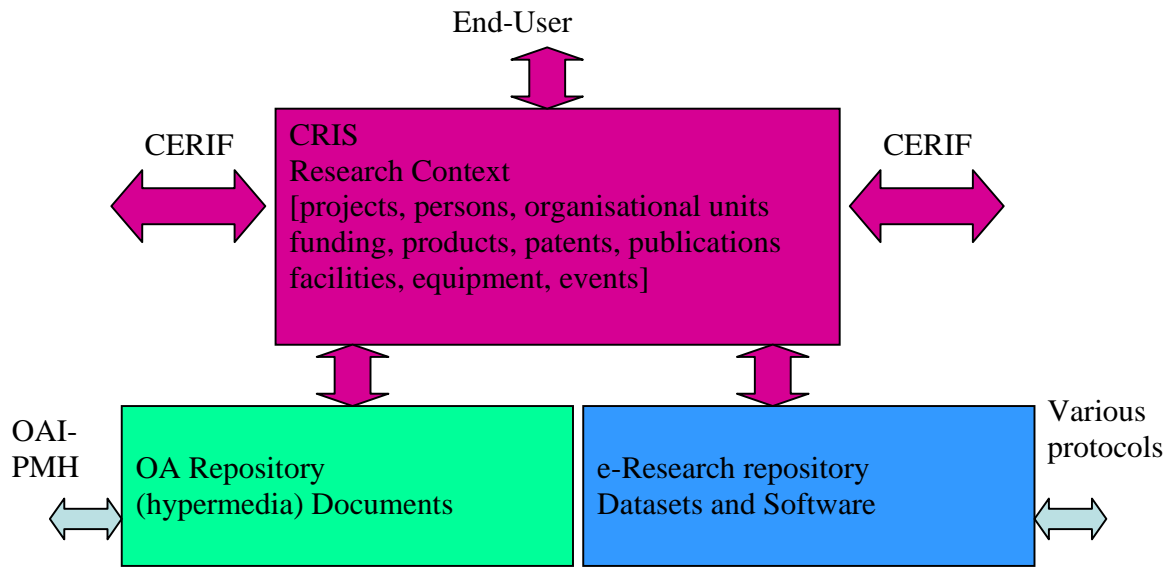 End-User
CERIF
CRIS
Research Context
[projects, persons, organisational units
funding, products, patents, publications
facilities, equipment, events]
CERIF
OAI-
PMH
OA Repository
(hypermedia) Documents
e-Research repository
Datasets and Software
Various
protocols